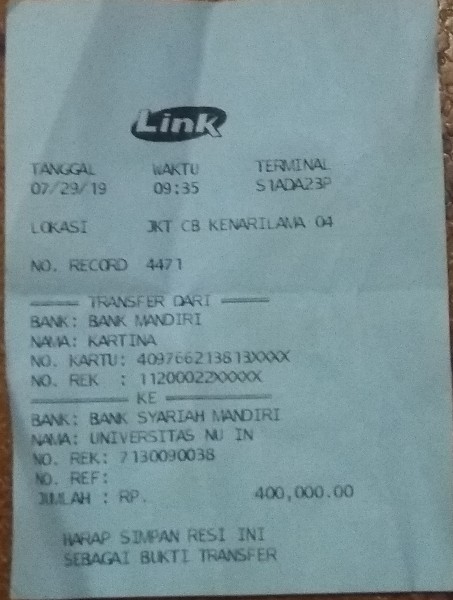 Link
TANGGAL WAKTU TERMINAL
07/29/19 09:35 S1ADA23P
LOKASI JKT CB KENARILAMA 04
NO. RECORD 4471
===== TRANSFER DARI =====
BANK: BANK MANDIRI
NAMA: KARTINA
NO. KARTU: 409766213813XXXX
NO. REK : 11200022XXXXX
========== KE ===========
BANK: BANK SYARIAH MANDIRI
NAMA: UNIVERSITAS NU IN
NO. REK: 7130090038
NO. REF:
JUMLAH : RP. 400,000.00
HARAP SIMPAN RESI INI
SEBAGAI BUKTI TRANSFER